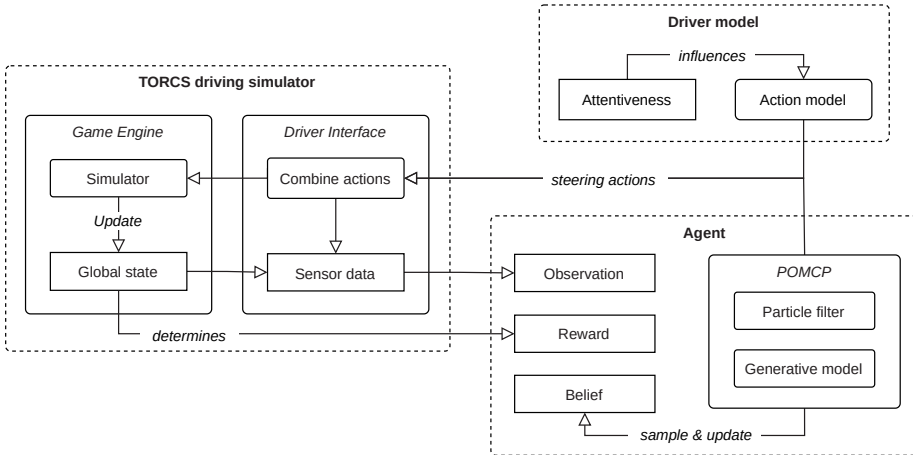 Driver model
influences
Attentiveness
Action model
TORCS driving simulator
Game Engine
Driver Interface
Simulator
Combine actions
steering actions
Update
Global state
Sensor data
determines
Agent
Observation
Reward
Belief
POMCP
Particle filter
Generative model
sample & update